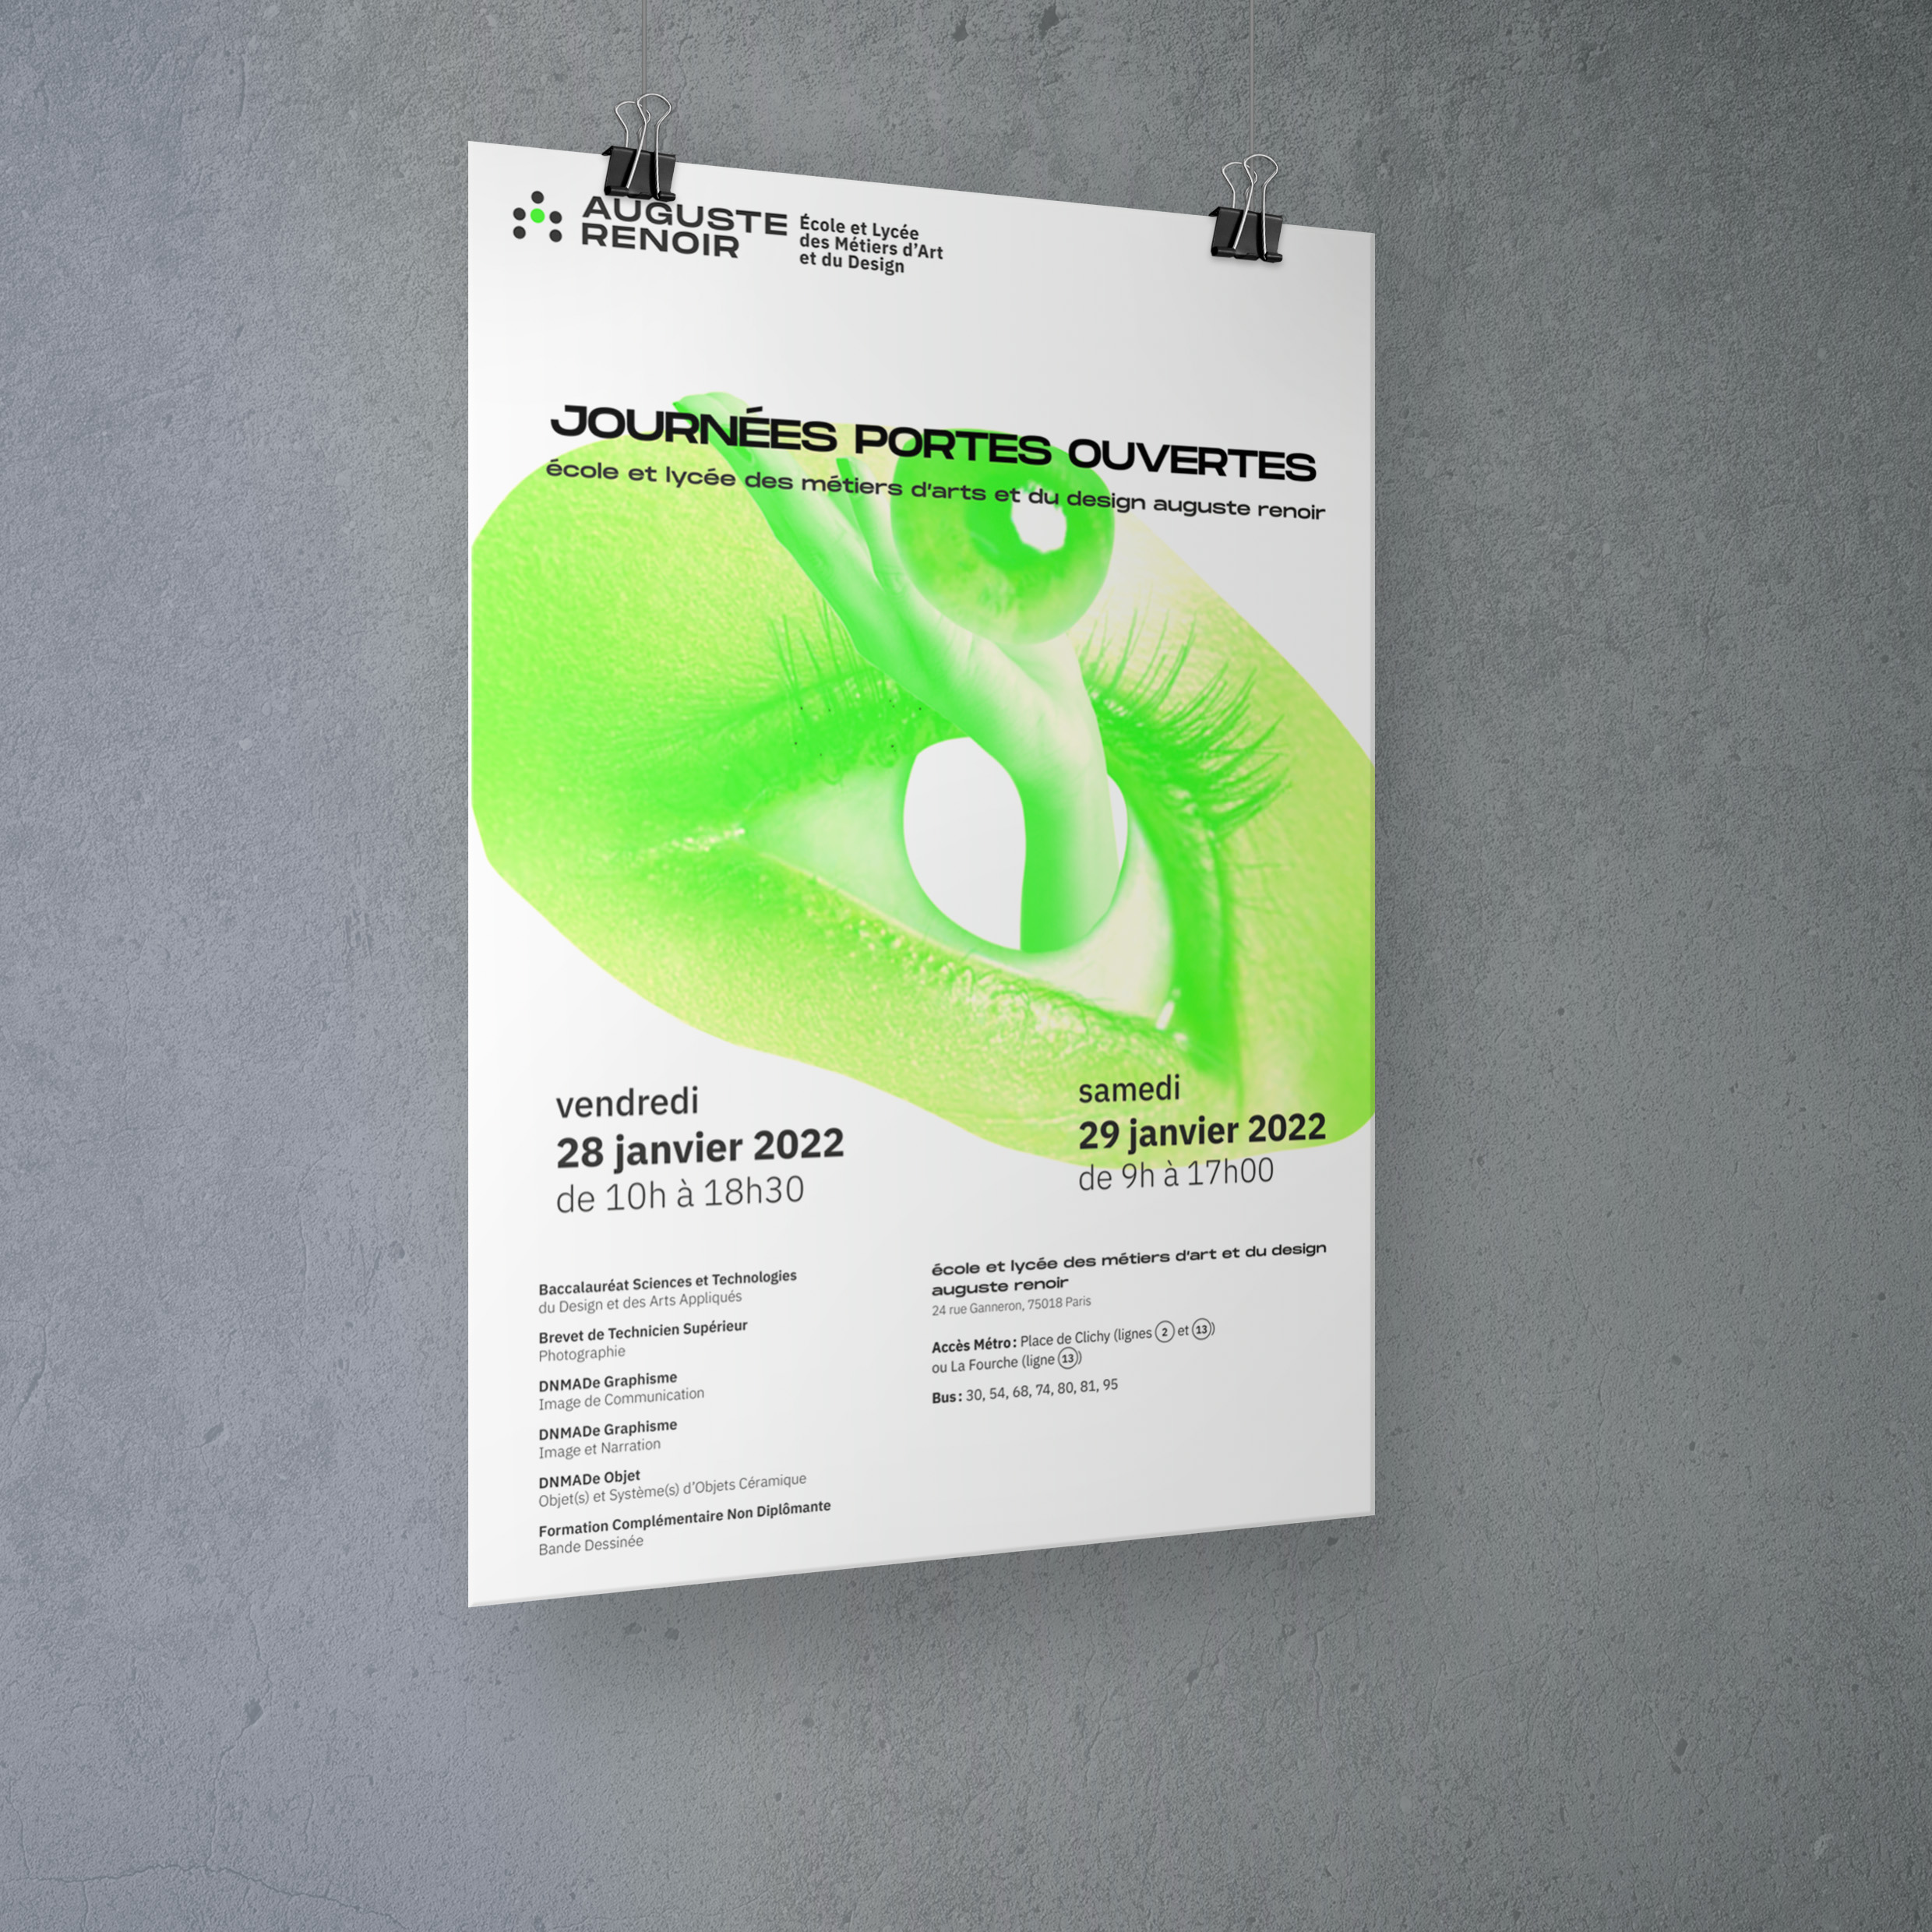 AUGUSTE
RENOIR
École et Lycée
des Métiers d'Art
et du Design
JOURNÉES PORTES OUVERTES
école et lycée des métiers d'arts et du design auguste renoir
vendredi
28 janvier 2022
de 10h à 18h30
samedi
29 janvier 2022
de 9h à 17h00
Baccalauréat Sciences et Technologies
du Design et des Arts Appliqués
Brevet de Technicien Supérieur
Photographie
DNMADe Graphisme
Image de Communication
DNMADe Graphisme
Image et Narration
DNMADe Objet
Objet(s) et Système(s) d'Objets Céramique
Formation Complémentaire Non Diplômante
Bande Dessinée
école et lycée des métiers d'art et du design
auguste renoir
24 rue Ganneron, 75018 Paris
Accès Métro : Place de Clichy (lignes 2 et 13)
ou La Fourche (ligne 13)
Bus : 30, 54, 68, 74, 80, 81, 95